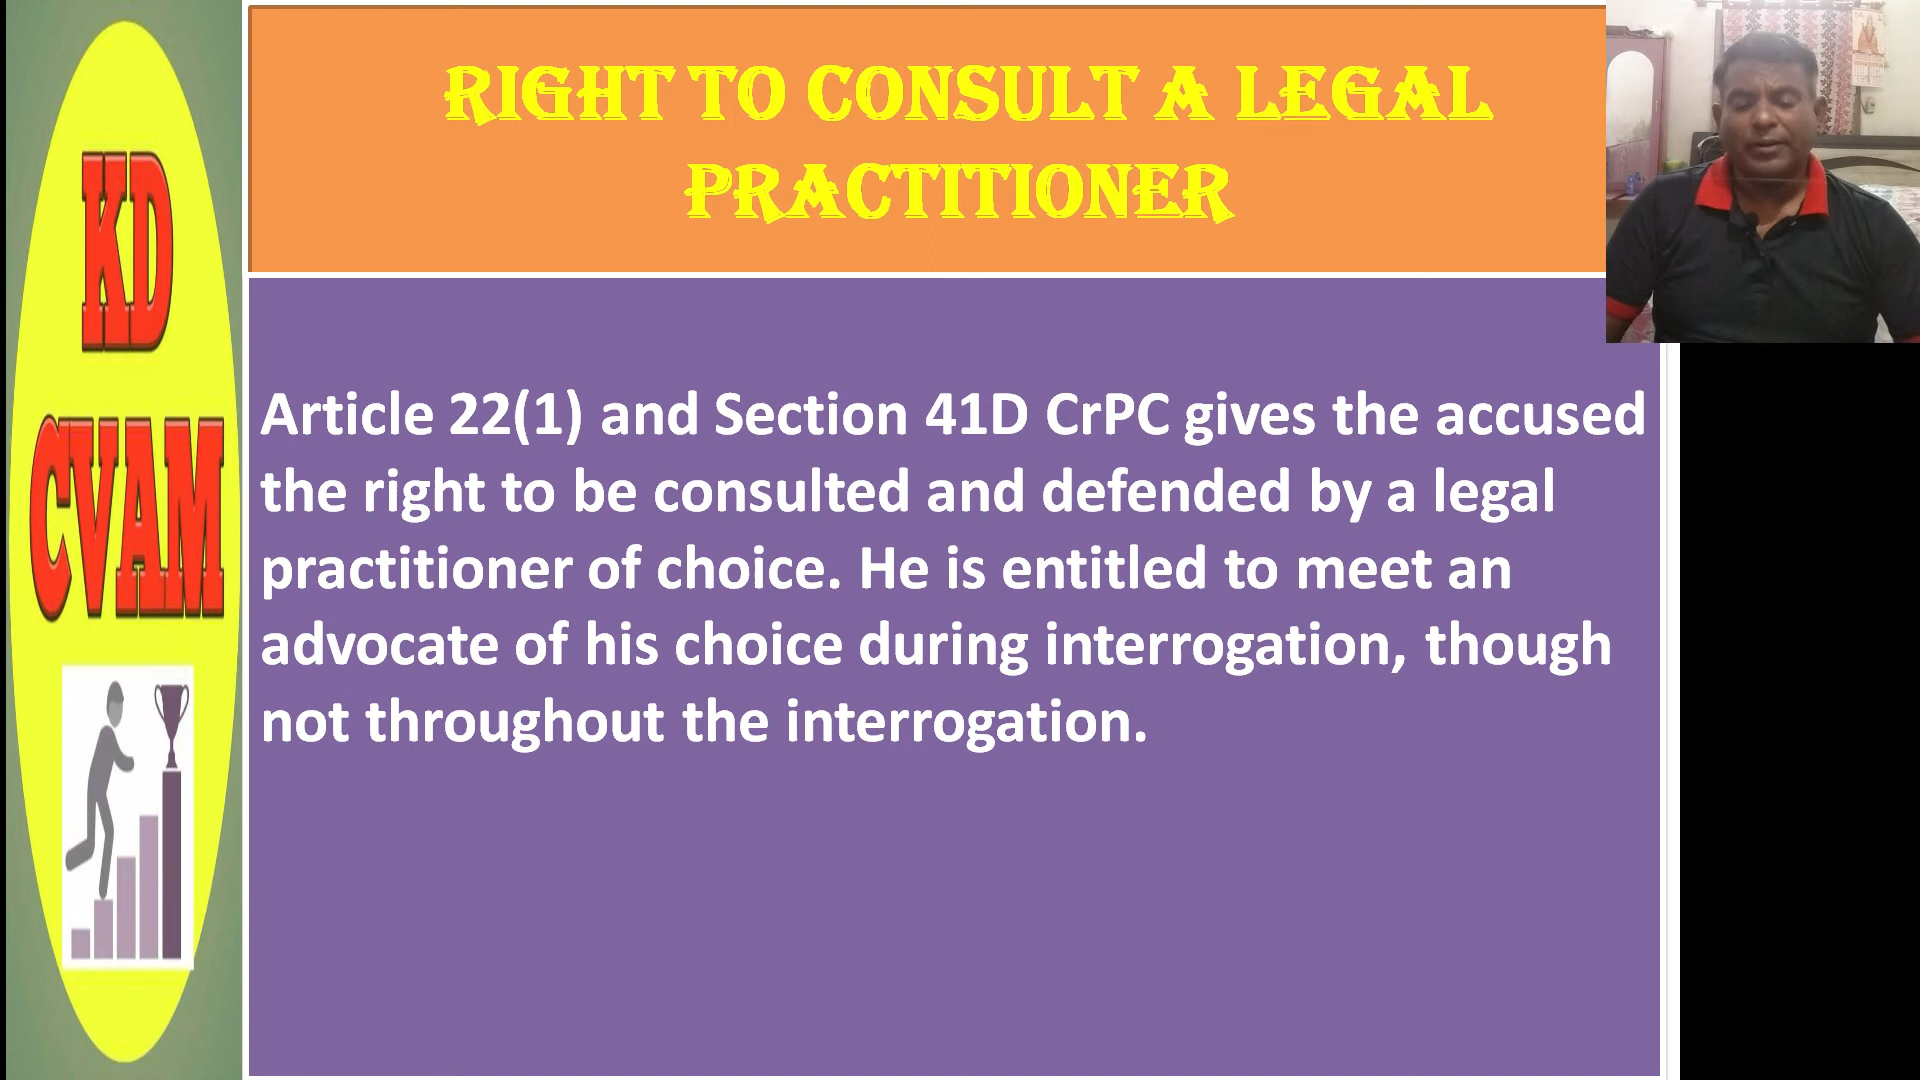 KD
CVAM
RIGHT TO CONSULT A LEGAL
PRACTITIONER
Article 22(1) and Section 41D CrPC gives the accused
the right to be consulted and defended by a legal
practitioner of choice. He is entitled to meet an
advocate of his choice during interrogation, though
not throughout the interrogation.